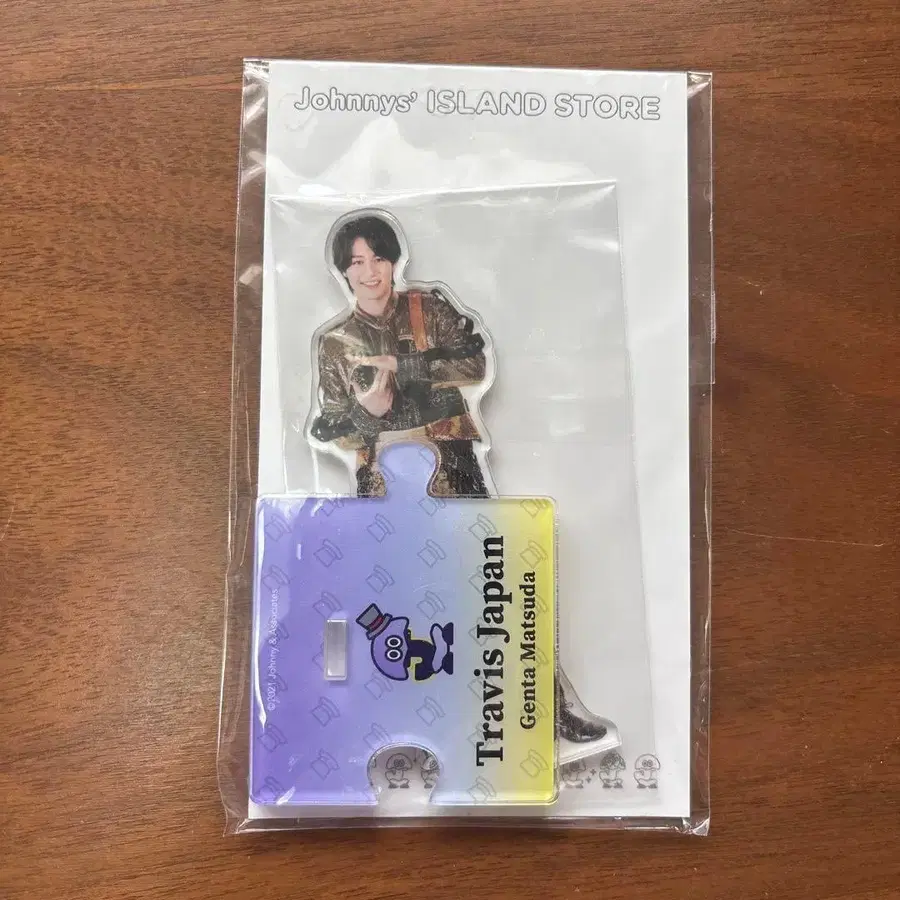 Johnnys' ISLAND STORE
Travis Japan
Genta Matsuda
©2021 Johnny & Associates